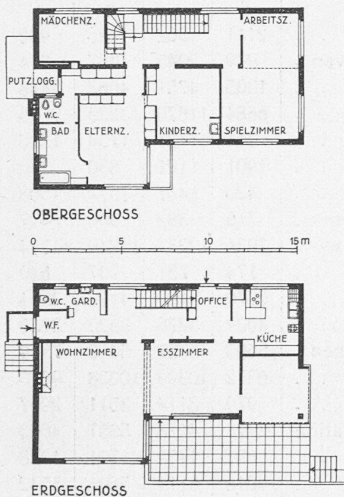 MÄDCHENZ. ARBEITSZ.
PUTZLOGG.
W.C.
BAD ELTERNZ. KINDERZ. SPIELZIMMER
OBERGESCHOSS
0 5 10 15 m
W.C. GARD. OFFICE
W.F. KÜCHE
WOHNZIMMER ESSZIMMER
ERDGESCHOSS